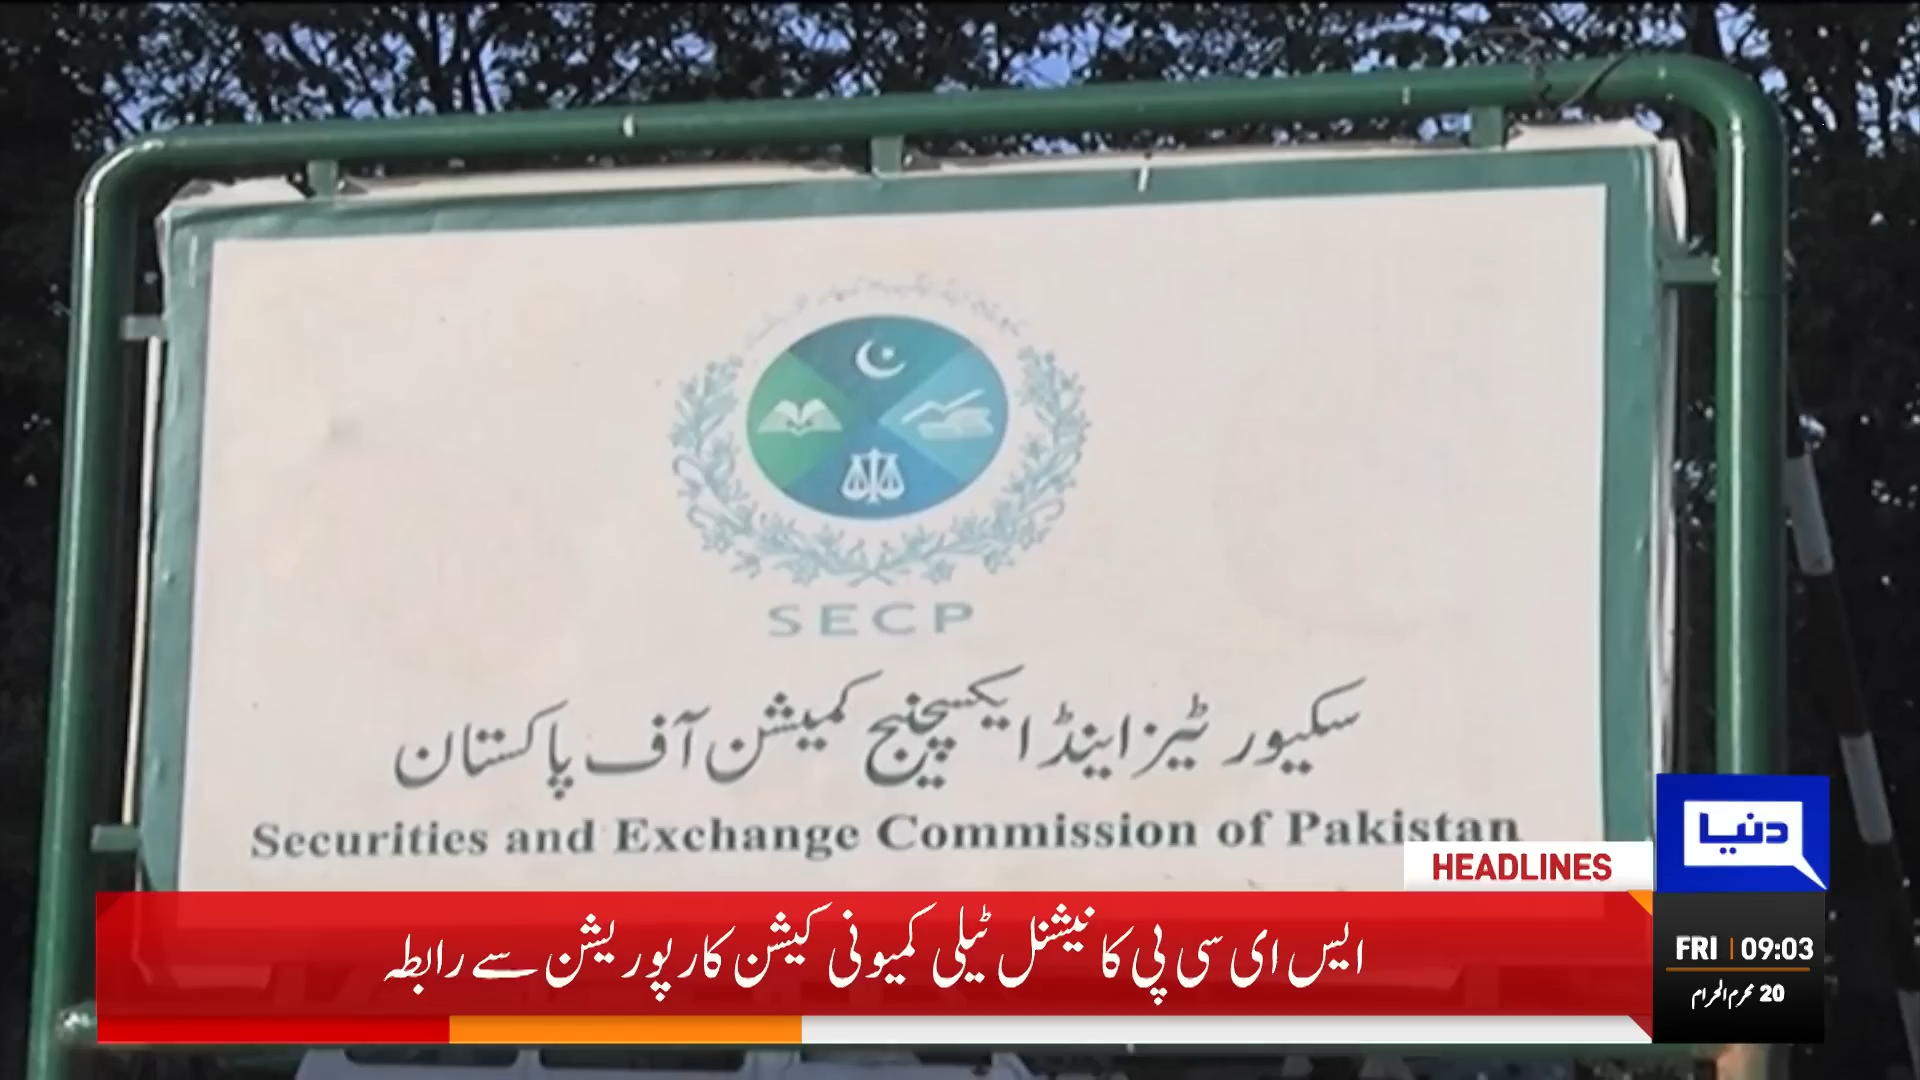 SECP
سکیورٹیز اینڈ ایکسچینج کمیشن آف پاکستان
Securities and Exchange Commission of Pakistan
HEADLINES
دنیا
ایس ای سی پی کا نیشنل ٹیلی کمیونی کیشن کارپوریشن سے رابطہ
FRI | 09:03
20 محرم الحرام